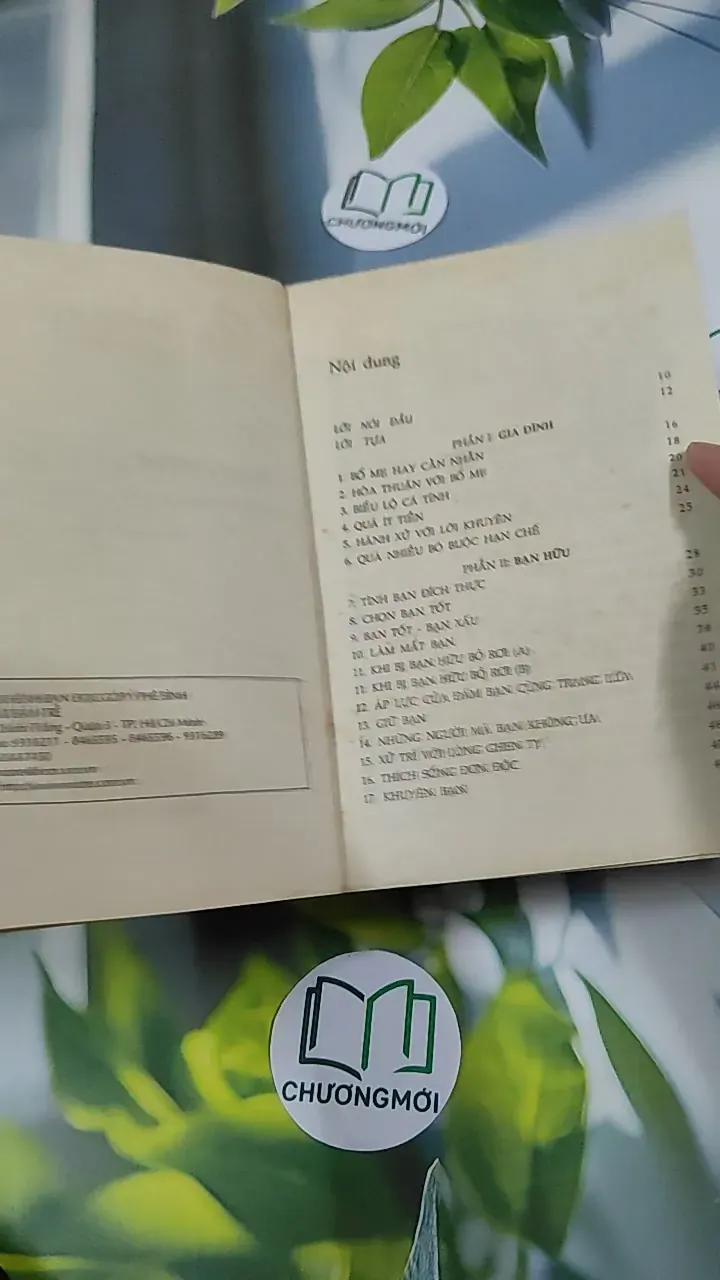 CHƯƠNGMỚI
Nội dung
LỜI NÓI ĐẦU 10
LỜI TỰA 12
PHẦN I: GIA ĐÌNH
1. BỐ MẸ HAY CẰN NHẰN 16
2. HÒA THUẬN VỚI BỐ MẸ 18
3. BIỂU LỘ CÁ TÍNH 20
4. QUÁ ÍT TIỀN 21
5. HÀNH XỬ VỚI LỜI KHUYÊN 24
6. QUÁ NHIỀU BÓ BUỘC HẠN CHẾ 25
PHẦN II: BẠN HỮU
7. TÌNH BẠN ĐÍCH THỰC 28
8. CHỌN BẠN TỐT 30
9. BẠN TỐT - BẠN XẤU 33
10. LÀM MẤT BẠN 35
11. KHI BỊ BẠN HỮU BỎ RƠI (A)
11. KHI BỊ BẠN HỮU BỎ RƠI (B)
12. ÁP LỰC CỦA ĐÁM BẠN CÙNG TRANG LỨA
13. GIỮ BẠN
14. NHỮNG NGƯỜI MÀ BẠN KHÔNG ƯA
15. XỬ TRÍ VỚI LÒNG GHEN TỴ
16. THÍCH SỐNG ĐƠN ĐỘC
17. KHUYÊN BẠN
GÓP Ý PHÊ BÌNH
TRẺ
- Quận 3 - TP. Hồ Chí Minh
- 8465595 - 8465596 -
CHƯƠNGMỚI